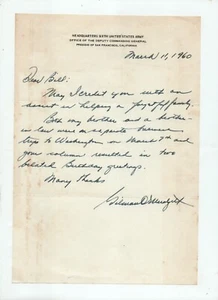 HEADQUARTERS SIXTH UNITED STATES ARMY
OFFICE OF THE DEPUTY COMMANDING GENERAL
PRESIDIO OF SAN FRANCISCO, CALIFORNIA
March 11, 1960
Dear Bill:
May I credit you with an
assist in helping a forgetful family.
Both my brother and a brother-
in-law were on separate business
trips to Washington on March 7th and
your column resulted in two
belated Birthday greetings.
Many thanks